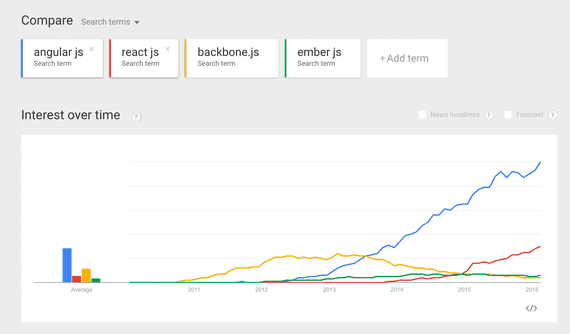 Compare Search terms
angular js ×
Search term
react js ×
Search term
backbone.js
Search term
ember js
Search term
+Add term
Interest over time ?
News headlines ?
Forecast ?
Average
2011
2012
2013
2014
2015
2016
</>